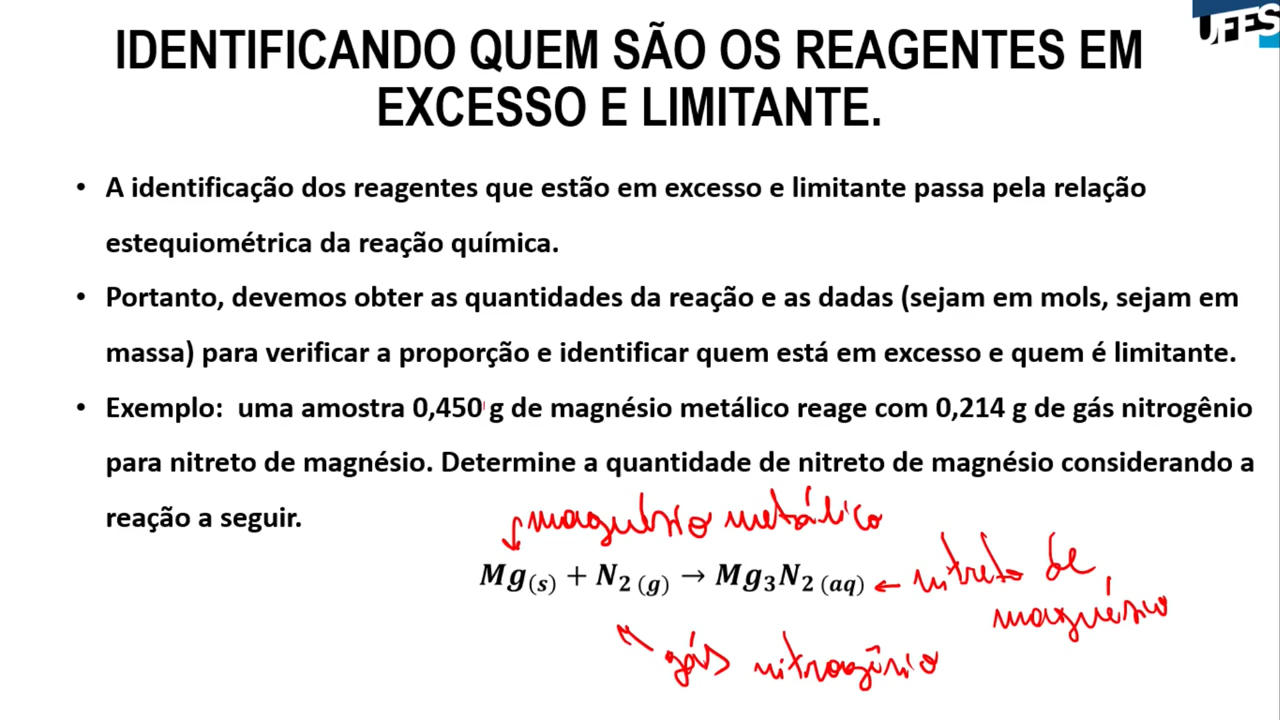 UFES
IDENTIFICANDO QUEM SÃO OS REAGENTES EM
EXCESSO E LIMITANTE.
• A identificação dos reagentes que estão em excesso e limitante passa pela relação
estequiométrica da reação química.
• Portanto, devemos obter as quantidades da reação e as dadas (sejam em mols, sejam em
massa) para verificar a proporção e identificar quem está em excesso e quem é limitante.
• Exemplo: uma amostra 0,450 g de magnésio metálico reage com 0,214 g de gás nitrogênio
para nitreto de magnésio. Determine a quantidade de nitreto de magnésio considerando a
reação a seguir.
magnésio metálico
Mg(s) + N₂ (g) → Mg₃N₂ (aq) ← nitreto de
magnésio
gás nitrogênio